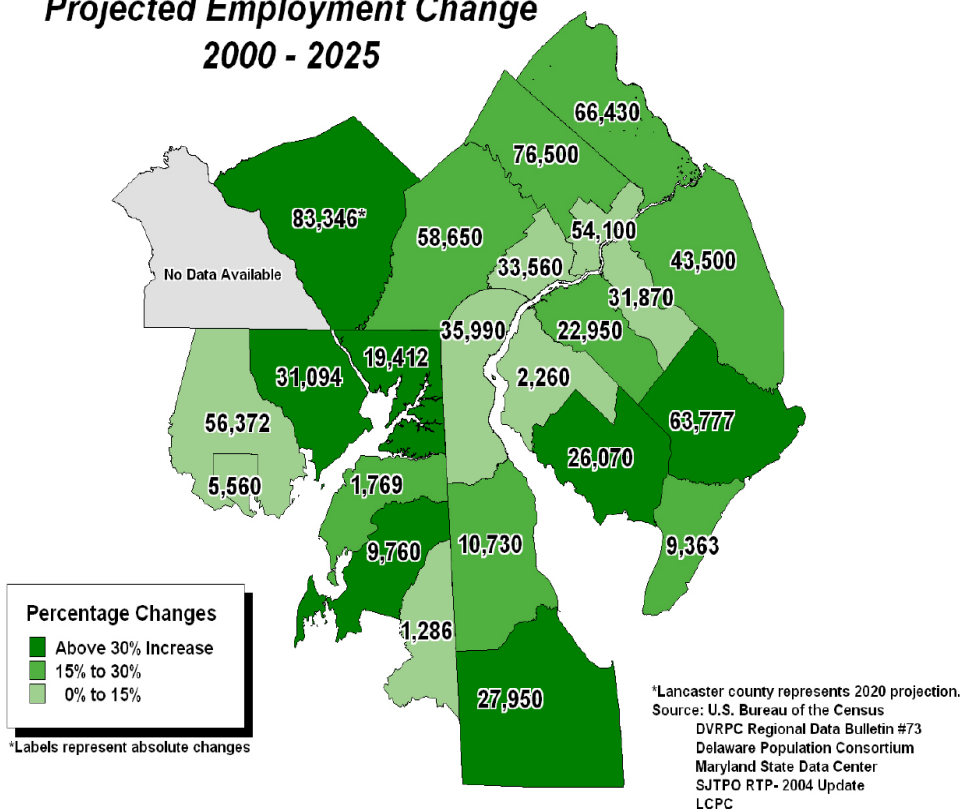 Projected Employment Change
2000 - 2025
66,430
76,500
83,346*
58,650
54,100
33,560
43,500
No Data Available
31,870
35,990
22,950
19,412
31,094
2,260
56,372
63,777
26,070
5,560
1,769
10,730
9,363
9,760
1,286
27,950
Percentage Changes
Above 30% Increase
15% to 30%
0% to 15%
*Labels represent absolute changes
*Lancaster county represents 2020 projection.
Source: U.S. Bureau of the Census
DVRPC Regional Data Bulletin #73
Delaware Population Consortium
Maryland State Data Center
SJTPO RTP- 2004 Update
LCPC